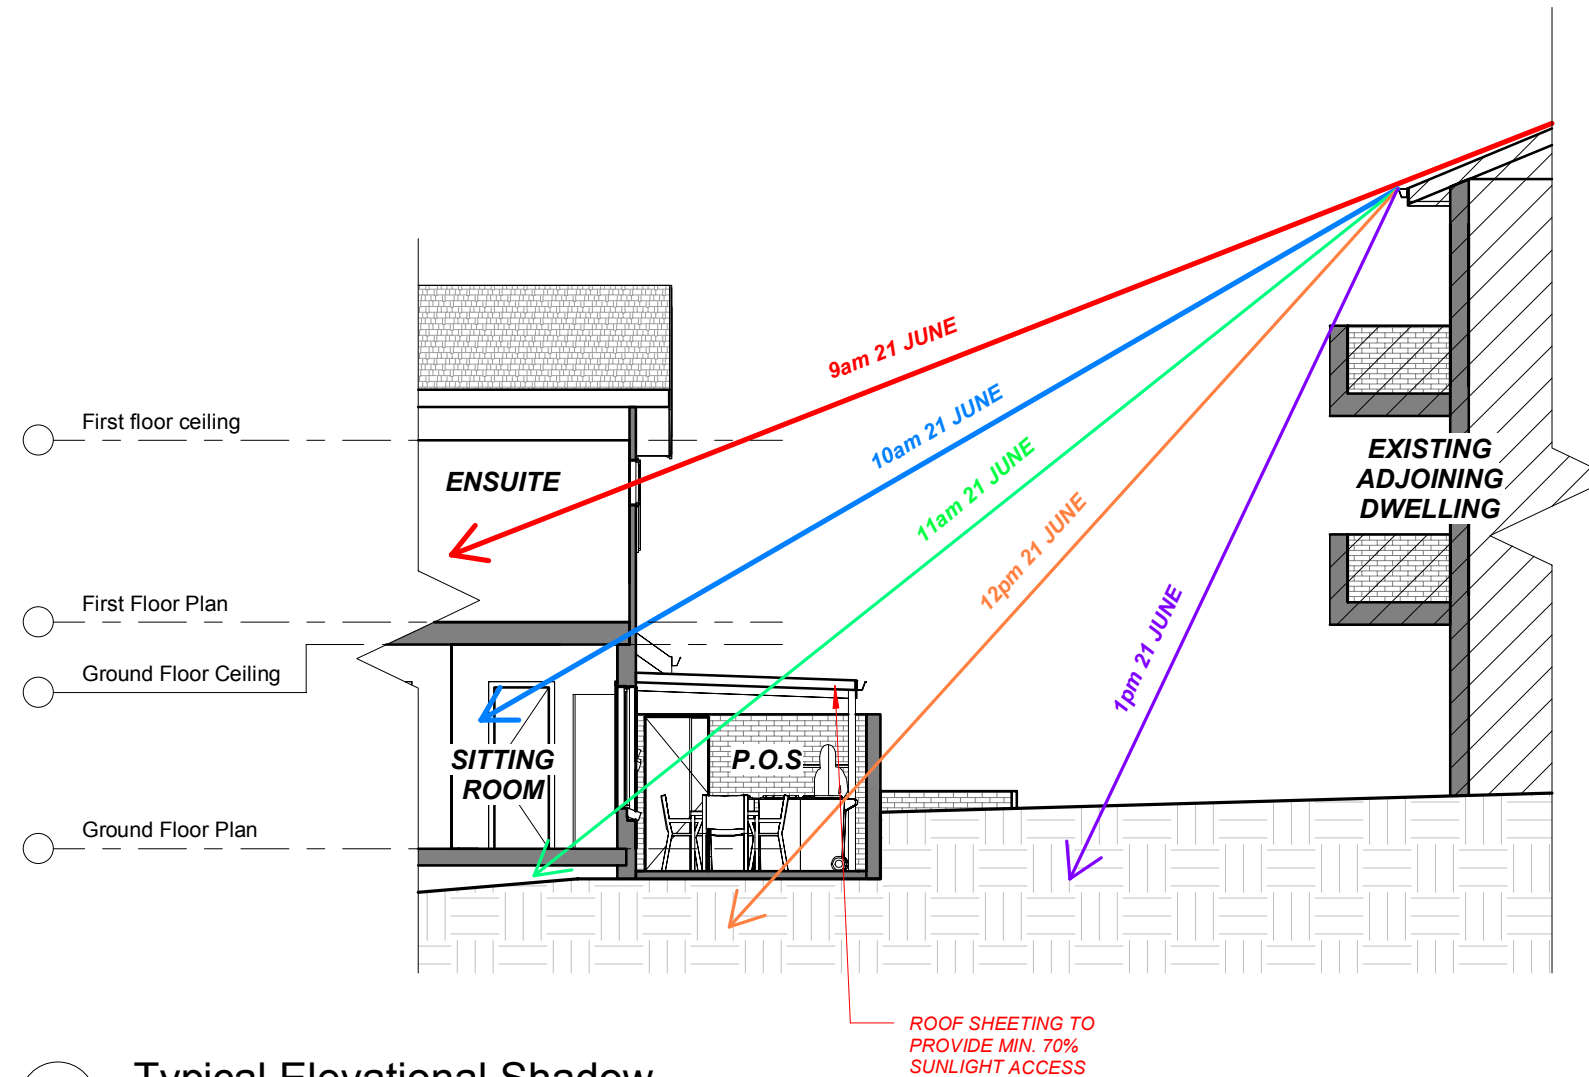 9am 21 JUNE
10am 21 JUNE
11am 21 JUNE
12pm 21 JUNE
1pm 21 JUNE
First floor ceiling
ENSUITE
EXISTING
ADJOINING
DWELLING
First Floor Plan
Ground Floor Ceiling
SITTING
ROOM
P.O.S
Ground Floor Plan
ROOF SHEETING TO
PROVIDE MIN. 70%
SUNLIGHT ACCESS
Typical Elevational Shadow